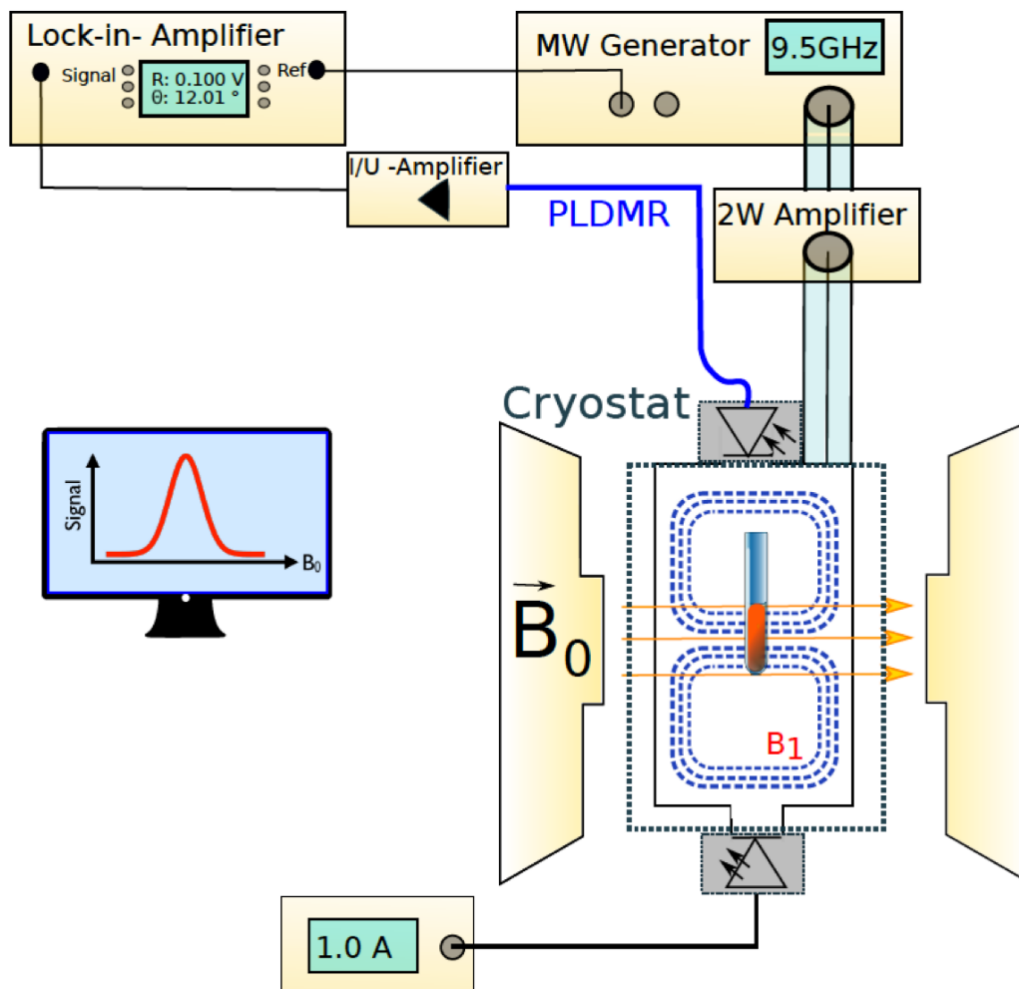 Lock-in- Amplifier
Signal
R: 0.100 V
θ: 12.01 °
Ref
MW Generator
9.5GHz
I/U -Amplifier
PLDMR
2W Amplifier
Cryostat
Signal
B₀
B₀
B₁
1.0 A